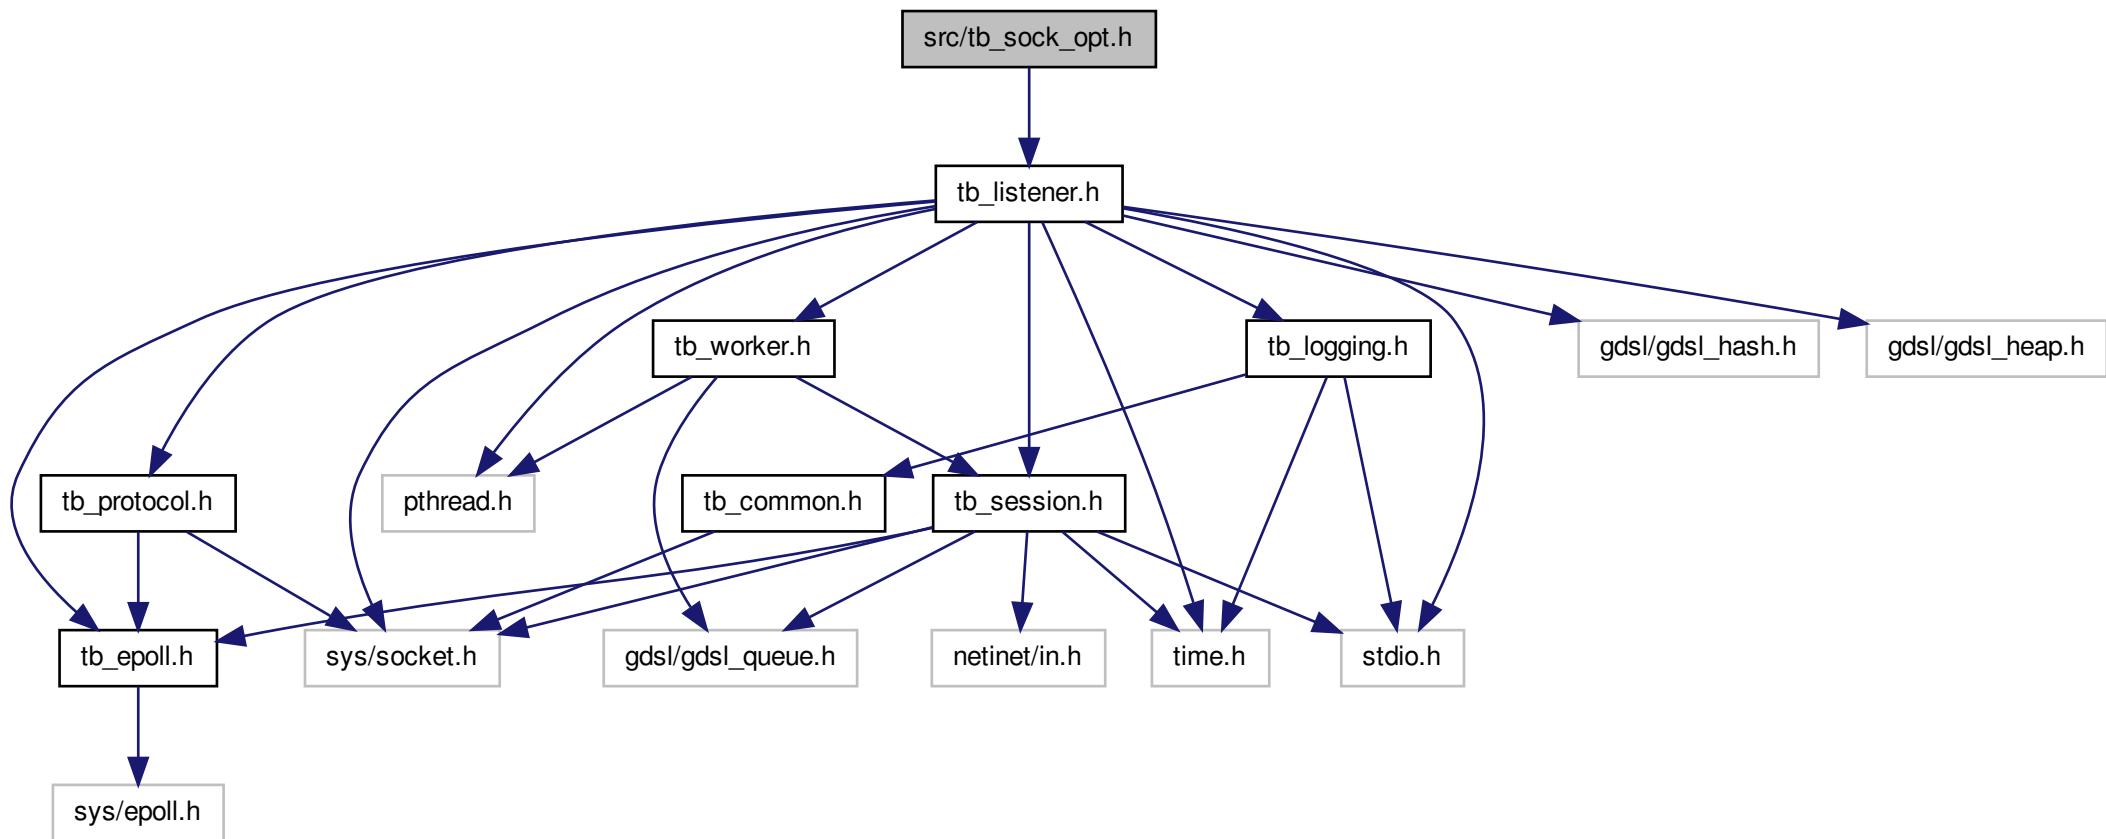 src/tb_sock_opt.h
tb_listener.h
tb_worker.h
tb_logging.h
gdsl/gdsl_hash.h
gdsl/gdsl_heap.h
tb_protocol.h
pthread.h
tb_common.h
tb_session.h
tb_epoll.h
sys/socket.h
gdsl/gdsl_queue.h
netinet/in.h
time.h
stdio.h
sys/epoll.h